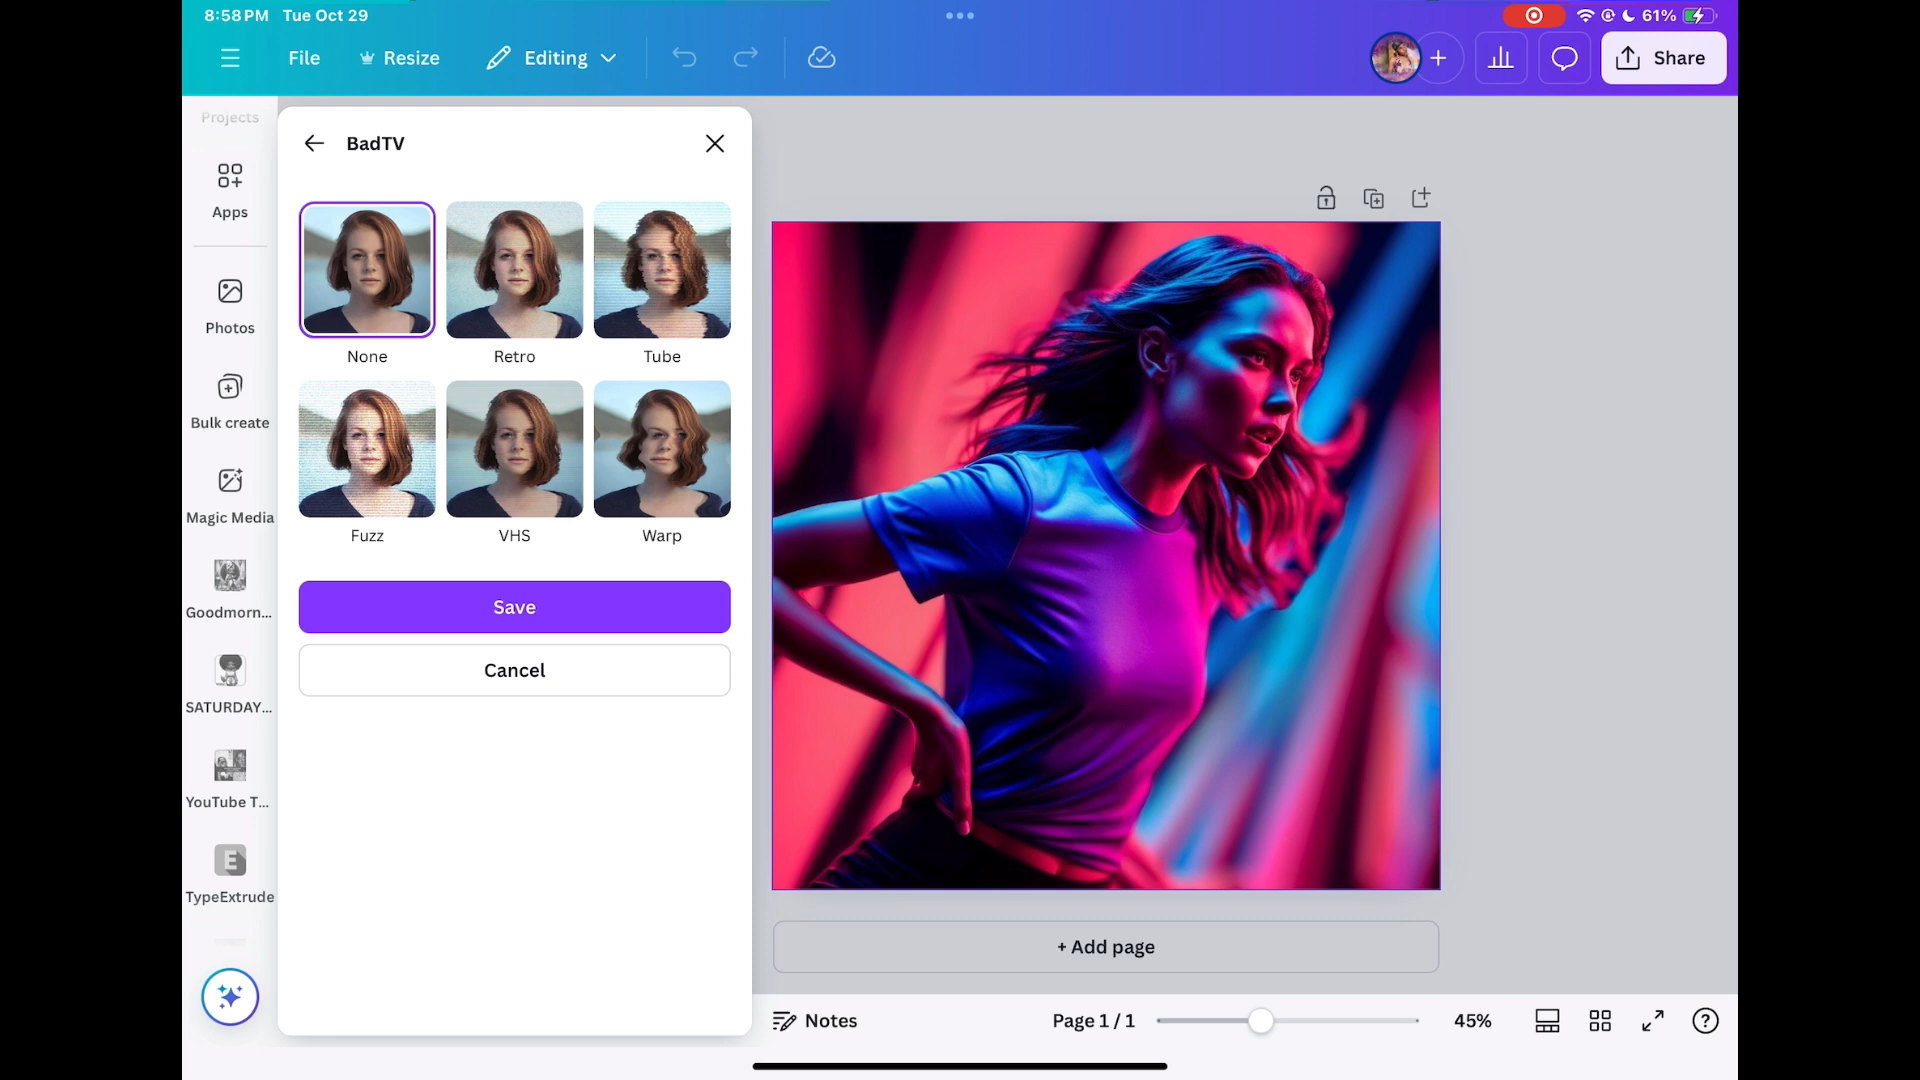 8:58 PM Tue Oct 29
61%
File
Resize
Editing
Share
Projects
Apps
Photos
Bulk create
Magic Media
Goodmorn...
SATURDAY...
YouTube T...
E
TypeExtrude
BadTV
None
Retro
Tube
Fuzz
VHS
Warp
Save
Cancel
+ Add page
Notes
Page 1 / 1
45%